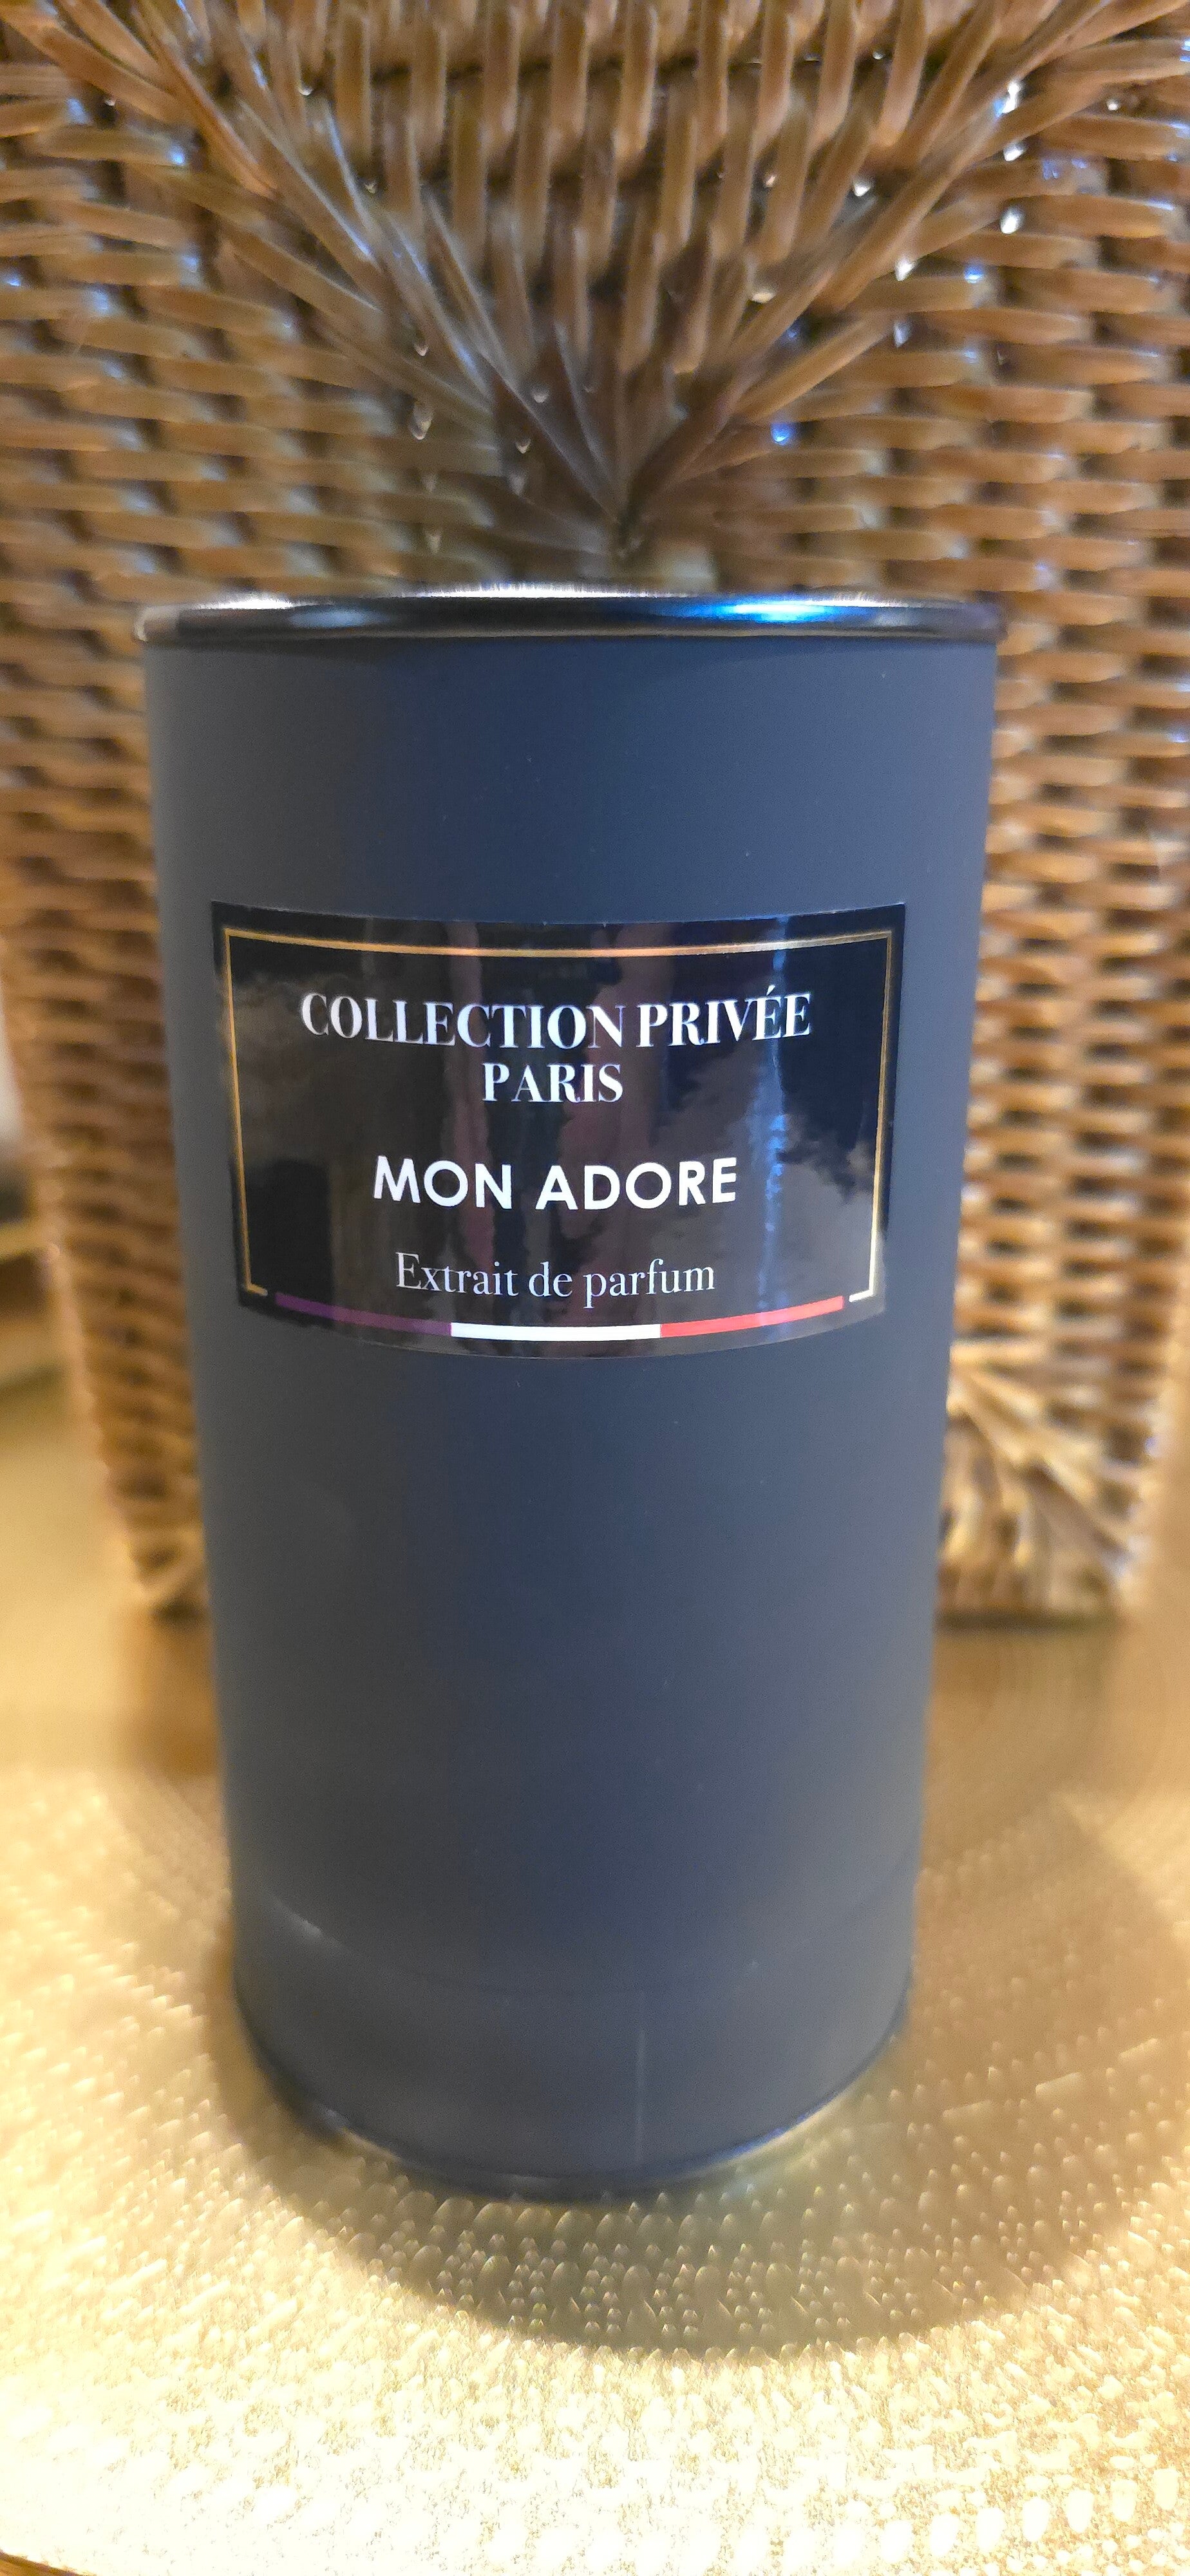 COLLECTION PRIVÉE
PARIS
MON ADORE
Extrait de parfum